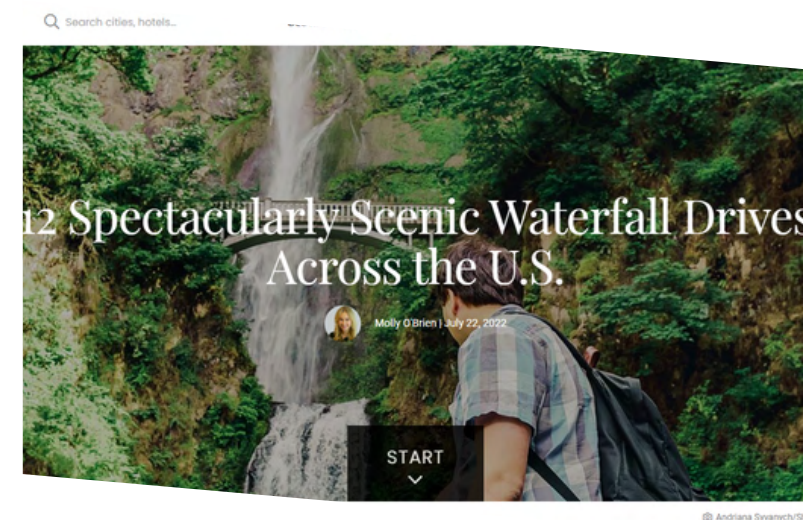 Search cities, hotels...
12 Spectacularly Scenic Waterfall Drives
Across the U.S.
Molly O'Brien | July 22, 2022
START
Andriana Syvanych/